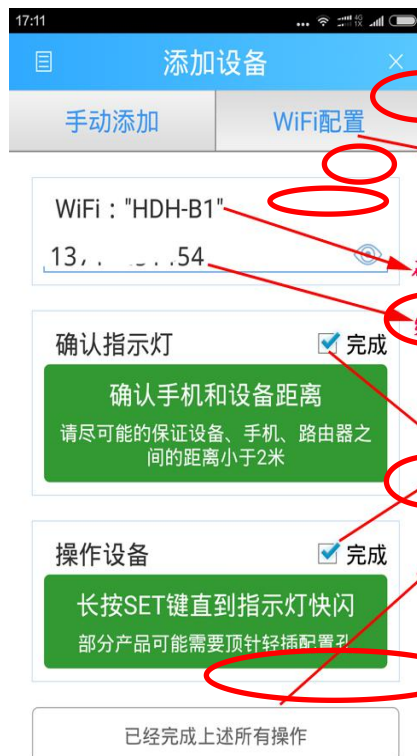 17:11
添加设备
手动添加
WiFi配置
WiFi："HDH-B1"
确认指示灯
完成
确认手机和设备距离
请尽可能的保证设备、手机、路由器之
间的距离小于2米
操作设备
完成
长按SET键直到指示灯快闪
部分产品可能需要顶针轻插配置孔
已经完成上述所有操作